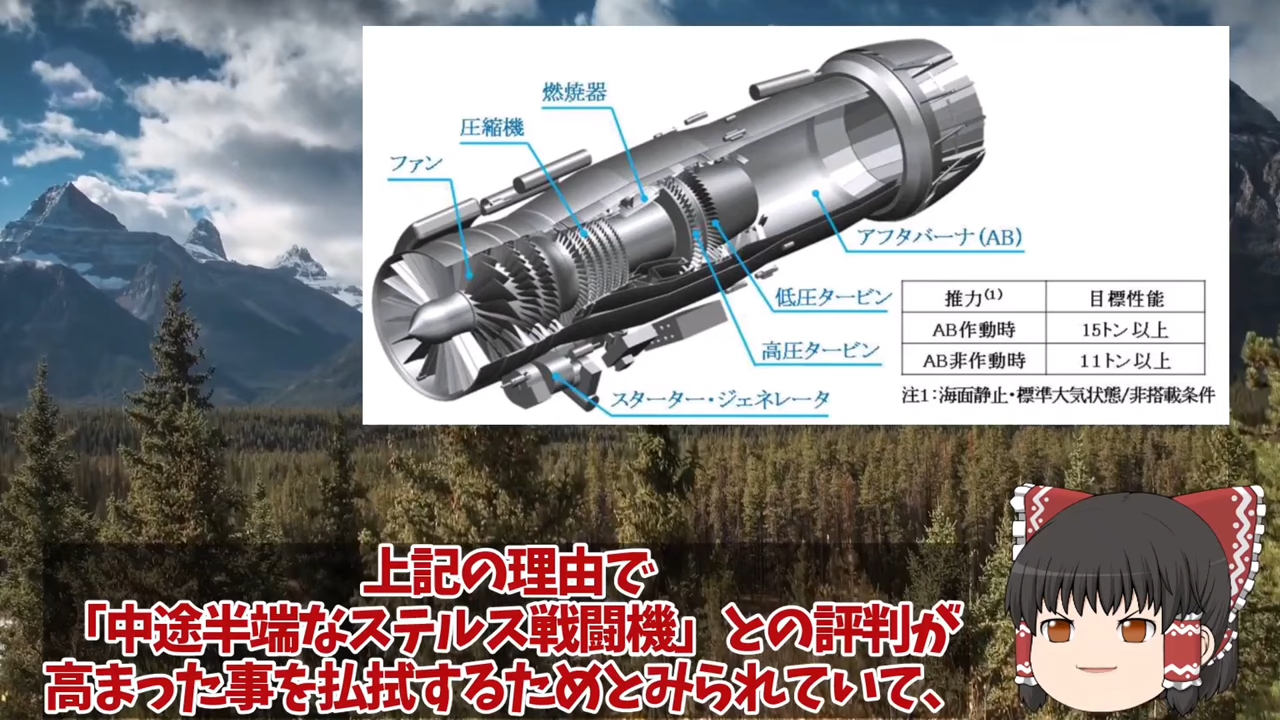 燃焼器
圧縮機
ファン
アフタバーナ(AB)
低圧タービン
高圧タービン
スターター・ジェネレータ
推力(1) 目標性能
AB作動時 15トン以上
AB非作動時 11トン以上
注1:海面静止・標準大気状態/非搭載条件
上記の理由で
「中途半端なステルス戦闘機」との評判が
高まった事を払拭するためとみられていて、